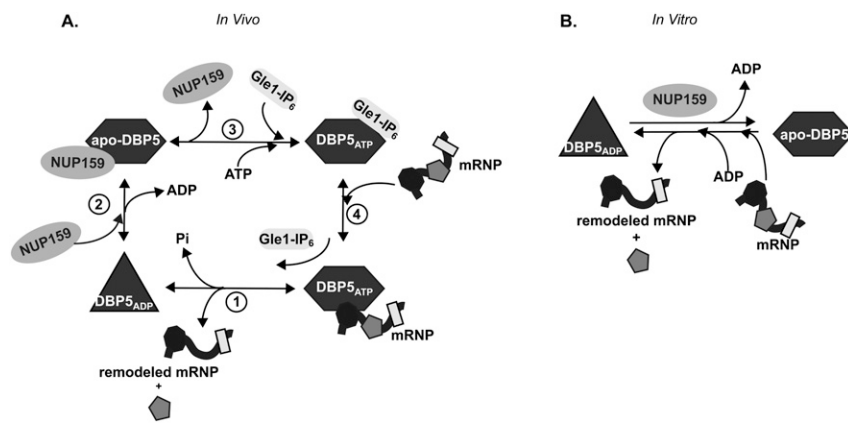 A.
In Vivo
NUP159
Gle1-IP6
apo-DBP5
NUP159
3
ATP
DBP5ATP
Gle1-IP6
mRNP
2
ADP
NUP159
4
Pi
Gle1-IP6
DBP5ADP
1
DBP5ATP
mRNP
remodeled mRNP
+
B.
In Vitro
ADP
NUP159
DBP5ADP
apo-DBP5
ADP
remodeled mRNP
+
mRNP